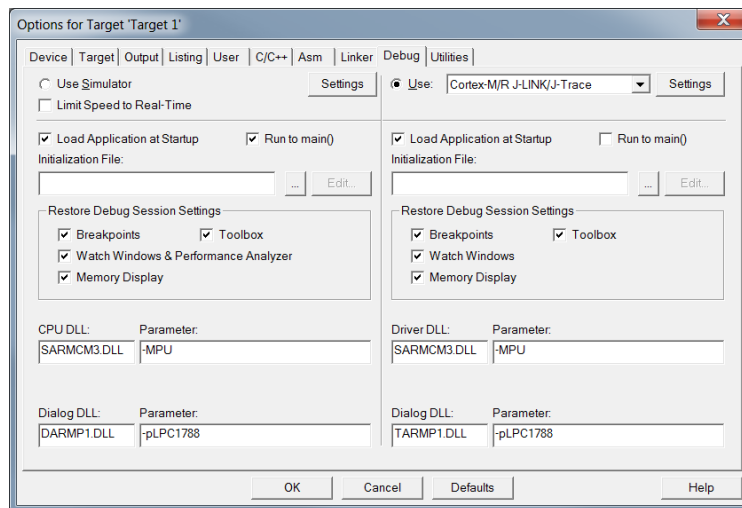 Options for Target 'Target 1'
Device Target Output Listing User C/C++ Asm Linker Debug Utilities
Use Simulator Settings Use: Cortex-M/R J-LINK/J-Trace Settings
Limit Speed to Real-Time
Load Application at Startup Run to main() Load Application at Startup Run to main()
Initialization File: Initialization File:
... Edit... ... Edit...
Restore Debug Session Settings Restore Debug Session Settings
Breakpoints Toolbox Breakpoints Toolbox
Watch Windows & Performance Analyzer Watch Windows
Memory Display Memory Display
CPU DLL: Parameter: Driver DLL: Parameter:
SARMCM3.DLL -MPU SARMCM3.DLL -MPU
Dialog DLL: Parameter: Dialog DLL: Parameter:
DARMP1.DLL -pLPC1788 TARMP1.DLL -pLPC1788
OK Cancel Defaults Help